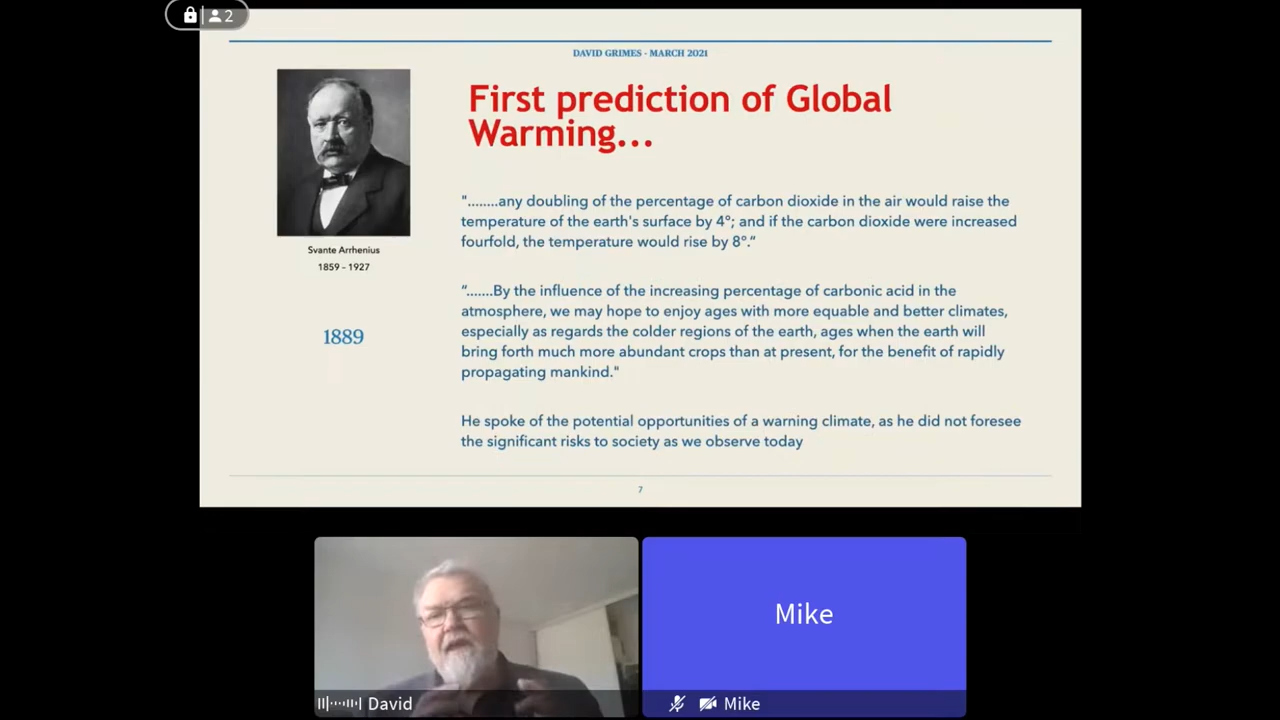 2
DAVID GRIMES - MARCH 2021
First prediction of Global
Warming...
Svante Arrhenius
1859 - 1927
1889
"........any doubling of the percentage of carbon dioxide in the air would raise the
temperature of the earth's surface by 4°; and if the carbon dioxide were increased
fourfold, the temperature would rise by 8°.”
“.......By the influence of the increasing percentage of carbonic acid in the
atmosphere, we may hope to enjoy ages with more equable and better climates,
especially as regards the colder regions of the earth, ages when the earth will
bring forth much more abundant crops than at present, for the benefit of rapidly
propagating mankind."
He spoke of the potential opportunities of a warning climate, as he did not foresee
the significant risks to society as we observe today
7
Mike
David
Mike